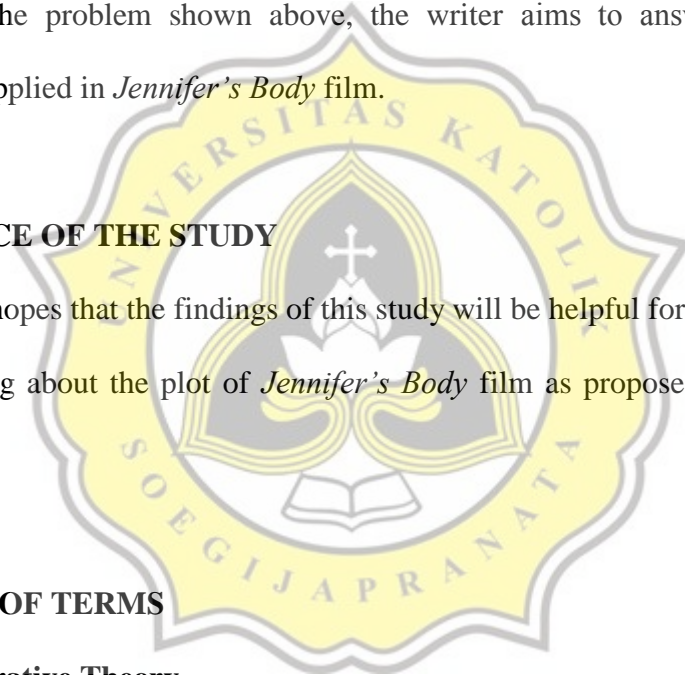 he problem shown above, the writer aims to ans
pplied in Jennifer’s Body film.
CE OF THE STUDY
hopes that the findings of this study will be helpful for
g about the plot of Jennifer’s Body film as propose
OF TERMS
rative Theory
UNIVERSITAS KATOLIK
SOEGIJAPRANATA